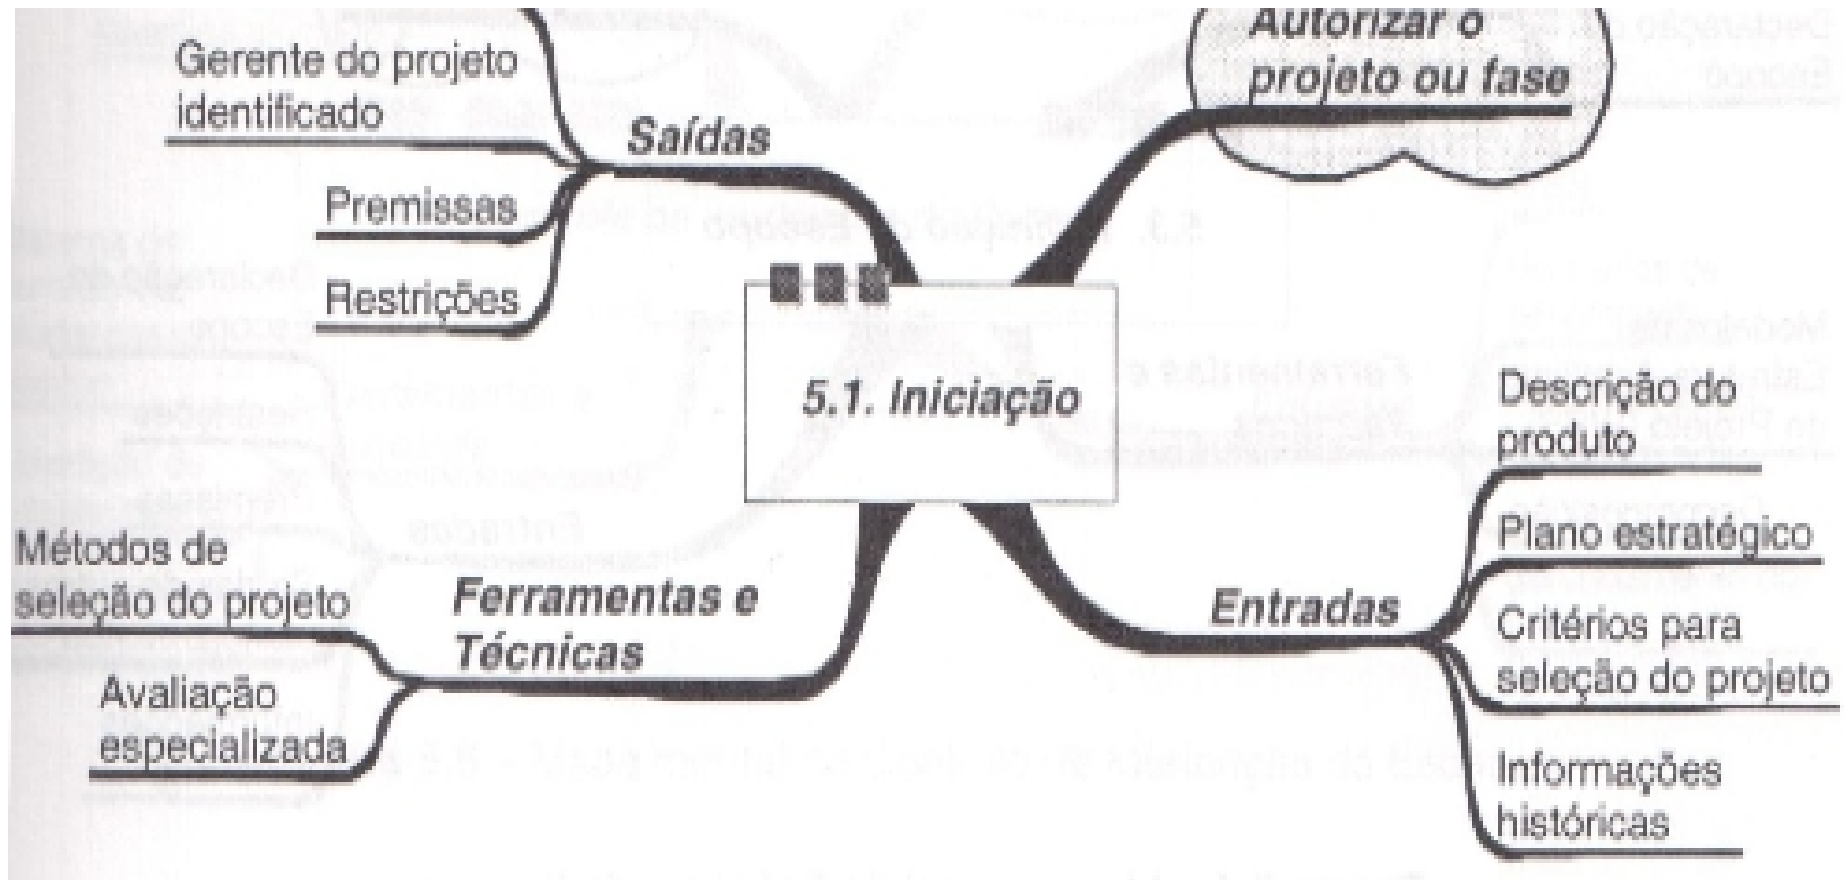 Autorizar o
projeto ou fase
Gerente do projeto
identificado
Saídas
Premissas
Restrições
5.1. Iniciação
Descrição do
produto
Plano estratégico
Entradas
Critérios para
seleção do projeto
Informações
históricas
Métodos de
seleção do projeto
Ferramentas e
Técnicas
Avaliação
especializada